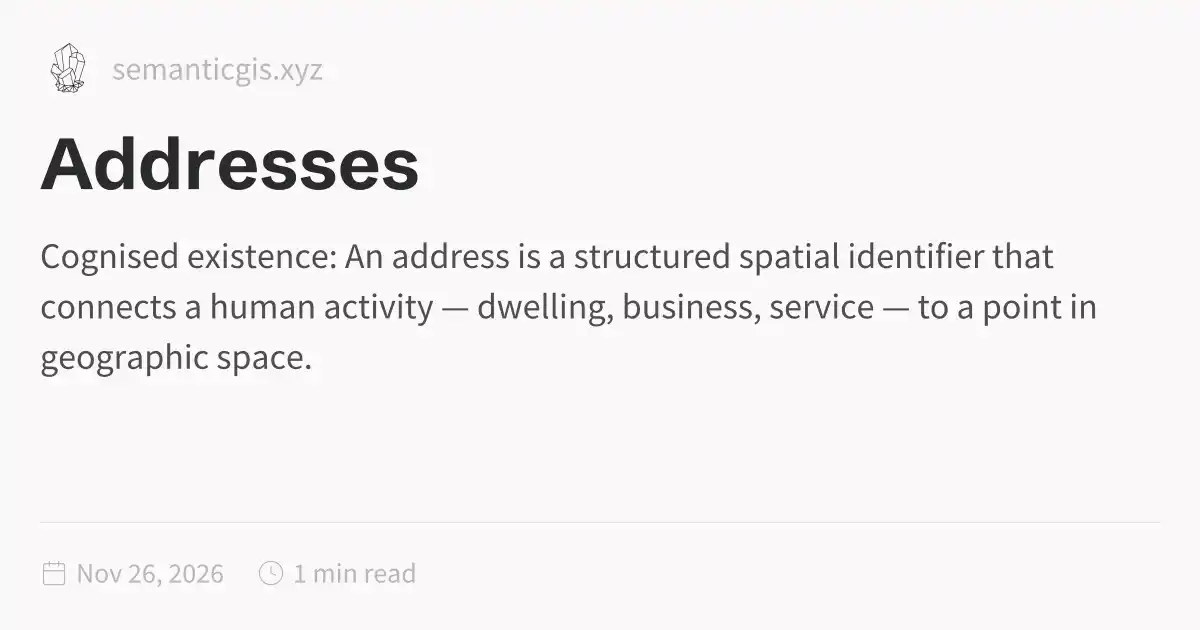 semanticgis.xyz
Addresses
Cognised existence: An address is a structured spatial identifier that
connects a human activity — dwelling, business, service — to a point in
geographic space.
Nov 26, 2026 1 min read